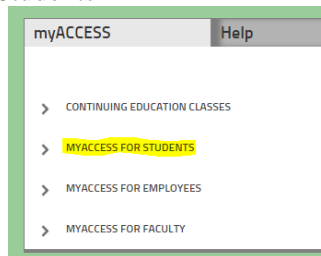 myACCESS Help
CONTINUING EDUCATION CLASSES
MYACCESS FOR STUDENTS
MYACCESS FOR EMPLOYEES
MYACCESS FOR FACULTY